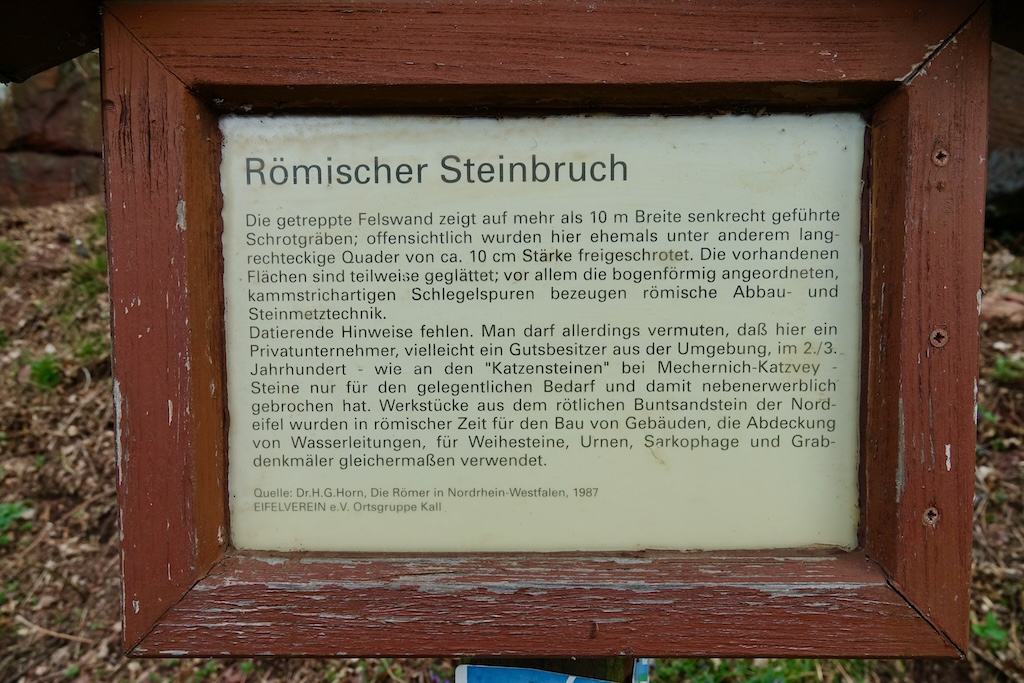 Römischer Steinbruch
Die getreppte Felswand zeigt auf mehr als 10 m Breite senkrecht geführte
Schrotgräben; offensichtlich wurden hier ehemals unter anderem lang-
rechteckige Quader von ca. 10 cm Stärke freigeschrotet. Die vorhandenen
Flächen sind teilweise geglättet; vor allem die bogenförmig angeordneten,
kammstrichartigen Schlegelspuren bezeugen römische Abbau- und
Steinmetztechnik.
Datierende Hinweise fehlen. Man darf allerdings vermuten, daß hier ein
Privatunternehmer, vielleicht ein Gutsbesitzer aus der Umgebung, im 2./3.
Jahrhundert - wie an den "Katzensteinen" bei Mechernich-Katzvey -
Steine nur für den gelegentlichen Bedarf und damit nebenerwerblich
gebrochen hat. Werkstücke aus dem rötlichen Buntsandstein der Nord-
eifel wurden in römischer Zeit für den Bau von Gebäuden, die Abdeckung
von Wasserleitungen, für Weihesteine, Urnen, Sarkophage und Grab-
denkmäler gleichermaßen verwendet.
Quelle: Dr.H.G.Horn, Die Römer in Nordrhein-Westfalen, 1987
EIFELVEREIN e.V. Ortsgruppe Kall